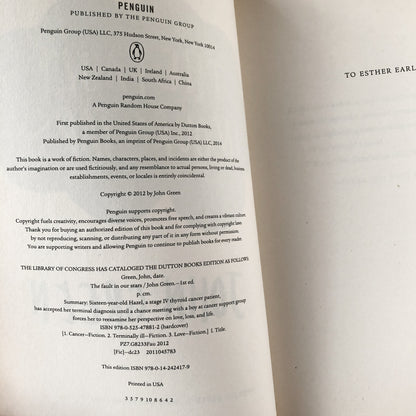 PENGUIN
PUBLISHED BY THE PENGUIN GROUP
Penguin Group (USA) LLC, 375 Hudson Street, New York, New York 10014
USA | Canada | UK | Ireland | Australia
New Zealand | India | South Africa | China
penguin.com
A Penguin Random House Company
First published in the United States of America by Dutton Books,
a member of Penguin Group (USA) Inc., 2012
Published by Penguin Books, an imprint of Penguin Group (USA) LLC, 2014
This book is a work of fiction. Names, characters, places, and incidents are either the product of the
author's imagination or are used fictitiously, and any resemblance to actual persons, living or dead, business
establishments, events, or locales is entirely coincidental.
Copyright © 2012 by John Green.
Penguin supports copyright.
Copyright fuels creativity, encourages diverse voices, promotes free speech, and creates a vibrant culture.
Thank you for buying an authorized edition of this book and for complying with copyright laws
by not reproducing, scanning, or distributing any part of it in any form without permission.
You are supporting writers and allowing Penguin to continue to publish books for every reader.
THE LIBRARY OF CONGRESS HAS CATALOGED THE DUTTON BOOKS EDITION AS FOLLOWS:
Green, John, date.
The fault in our stars / John Green.—1st ed.
p. cm.
Summary: Sixteen-year-old Hazel, a stage IV thyroid cancer patient,
has accepted her terminal diagnosis until a chance meeting with a boy at cancer support group
forces her to reexamine her perspective on love, loss, and life.
ISBN 978-0-525-47881-2 (hardcover)
[1. Cancer—Fiction. 2. Terminally ill—Fiction. 3. Love—Fiction.] I. Title.
PZ7.G8233Fau 2012
[Fic]—dc23 2011045783
This edition ISBN 978-0-14-242417-9
Printed in USA
3 5 7 9 10 8 6 4 2
TO ESTHER EARL